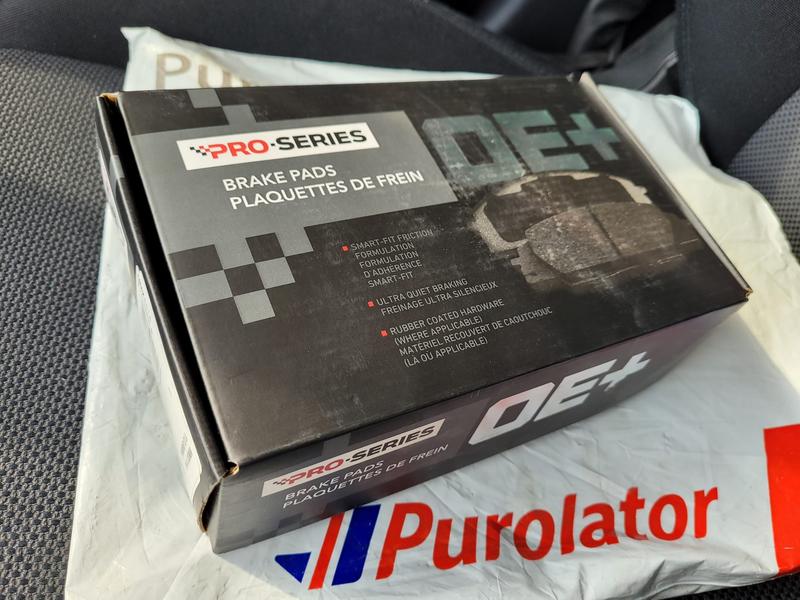 Pu
PRO-SERIES
OE+
BRAKE PADS
PLAQUETTES DE FREIN
SMART-FIT FRICTION
FORMULATION
FORMULATION
D'ADHERENCE
SMART-FIT
ULTRA QUIET BRAKING
FREINAGE ULTRA SILENCIEUX
RUBBER COATED HARDWARE
(WHERE APPLICABLE)
MATÉRIEL RECOUVERT DE CAOUTCHOUC
(LA OU APPLICABLE)
OE+
PRO-SERIES
BRAKE PADS
PLAQUETTES DE FREIN
Purolator